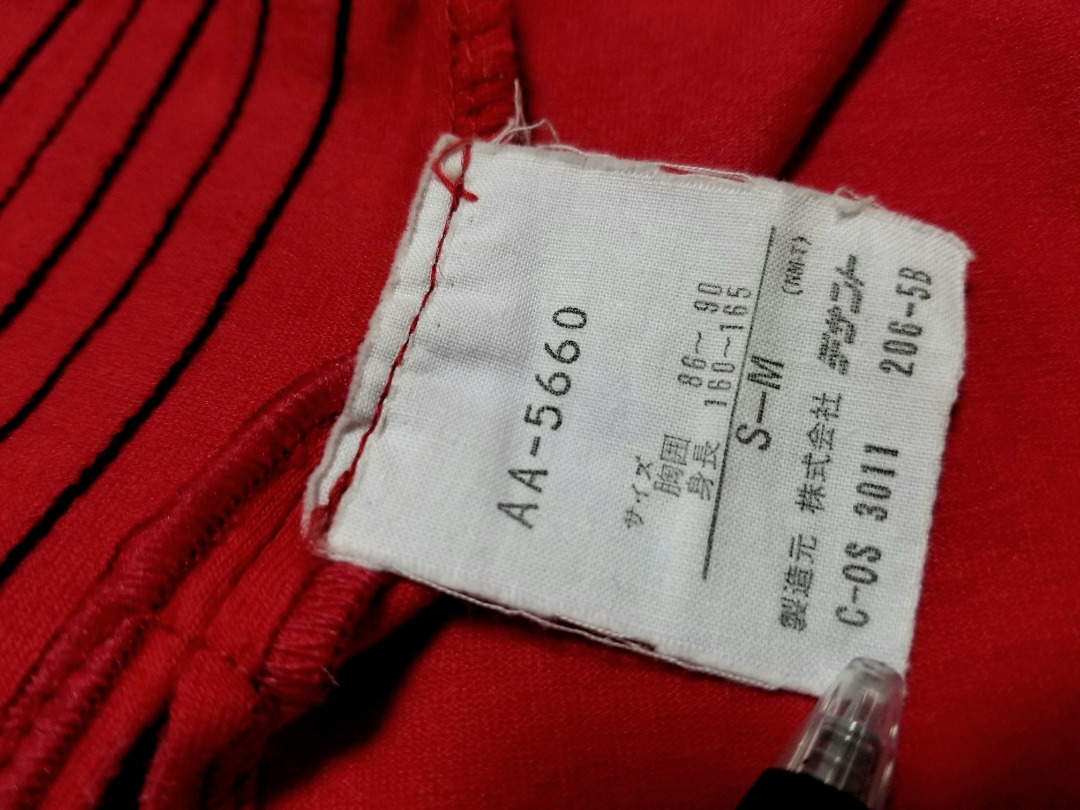 AA-5660
サイズ
胸囲 86～ 90
身長 160～165
S-M
(NM-T)
製造元 株式会社 デサント
C-OS 3011 206-5B